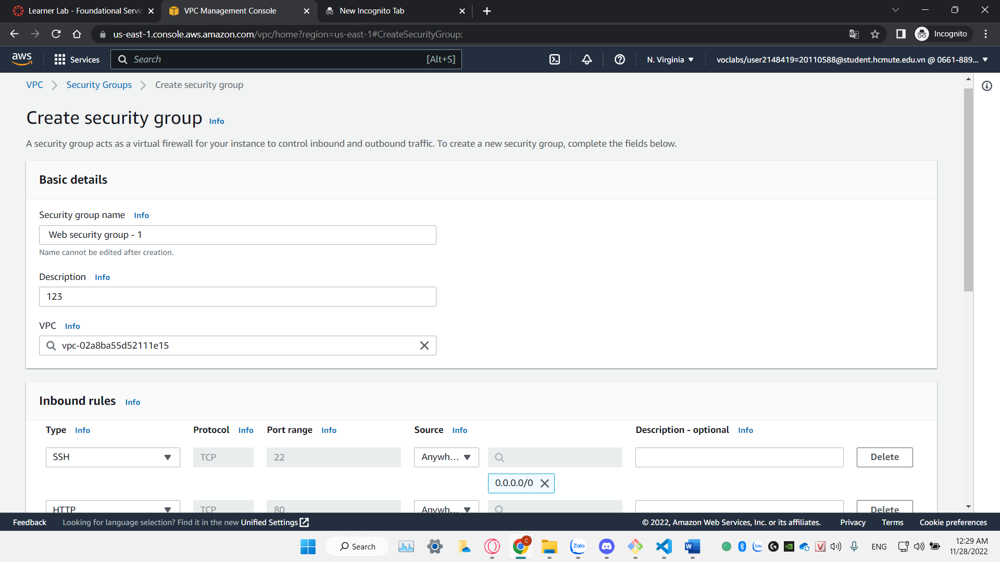 Learner Lab - Foundational Servic
VPC Management Console
New Incognito Tab
us-east-1.console.aws.amazon.com/vpc/home?region=us-east-1#CreateSecurityGroup:
Incognito
aws
Services
Search
[Alt+S]
N. Virginia
voclabs/user2148419=20110588@student.hcmute.edu.vn @ 0661-889...
VPC
Security Groups
Create security group
Create security group Info
A security group acts as a virtual firewall for your instance to control inbound and outbound traffic. To create a new security group, complete the fields below.
Basic details
Security group name Info
Web security group - 1
Name cannot be edited after creation.
Description Info
123
VPC Info
vpc-02a8ba55d52111e15
Inbound rules Info
Type Info Protocol Info Port range Info Source Info Description - optional Info
SSH TCP 22 Anywh... Delete
0.0.0.0/0
HTTP TCP 80 Anywh... Delete
Feedback Looking for language selection? Find it in the new Unified Settings © 2022, Amazon Web Services, Inc. or its affiliates. Privacy Terms Cookie preferences
Search
C
Zalo
W
Zalo
V
ENG
12:29 AM
11/28/2022